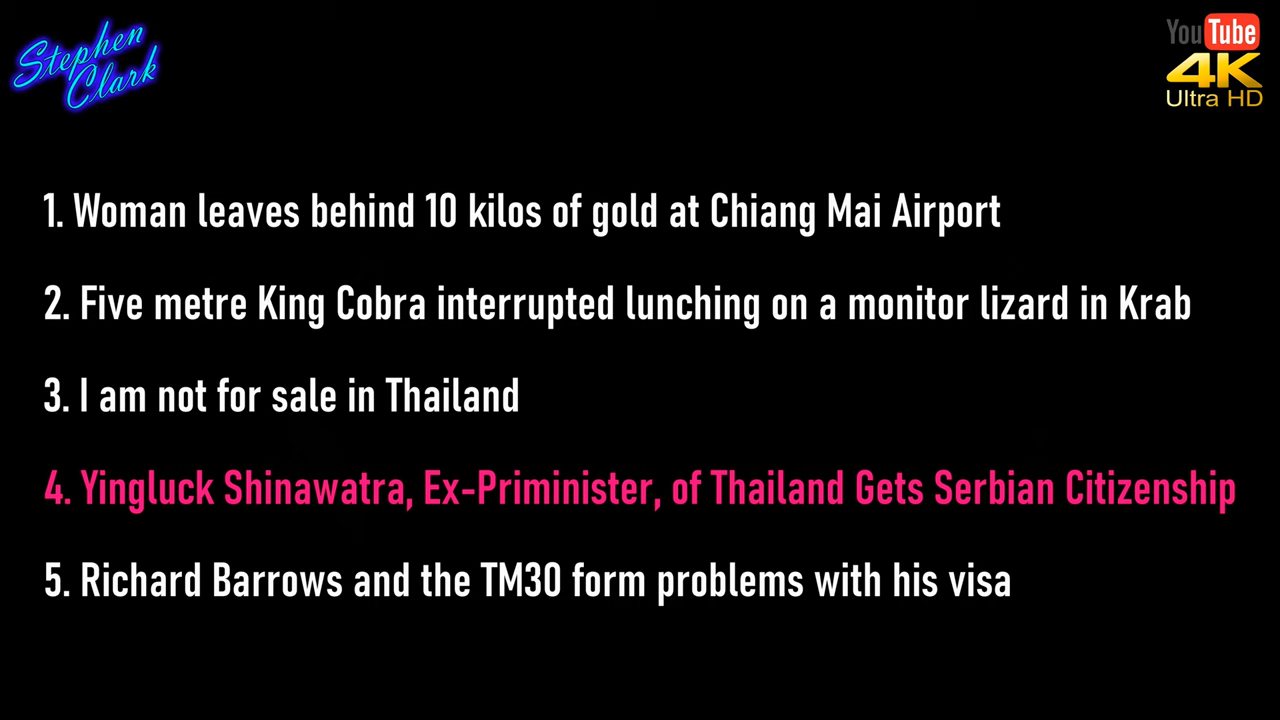 Stephen
Clark
YouTube
4K
Ultra HD
1. Woman leaves behind 10 kilos of gold at Chiang Mai Airport
2. Five metre King Cobra interrupted lunching on a monitor lizard in Krab
3. I am not for sale in Thailand
4. Yingluck Shinawatra, Ex-Priminister, of Thailand Gets Serbian Citizenship
5. Richard Barrows and the TM30 form problems with his visa